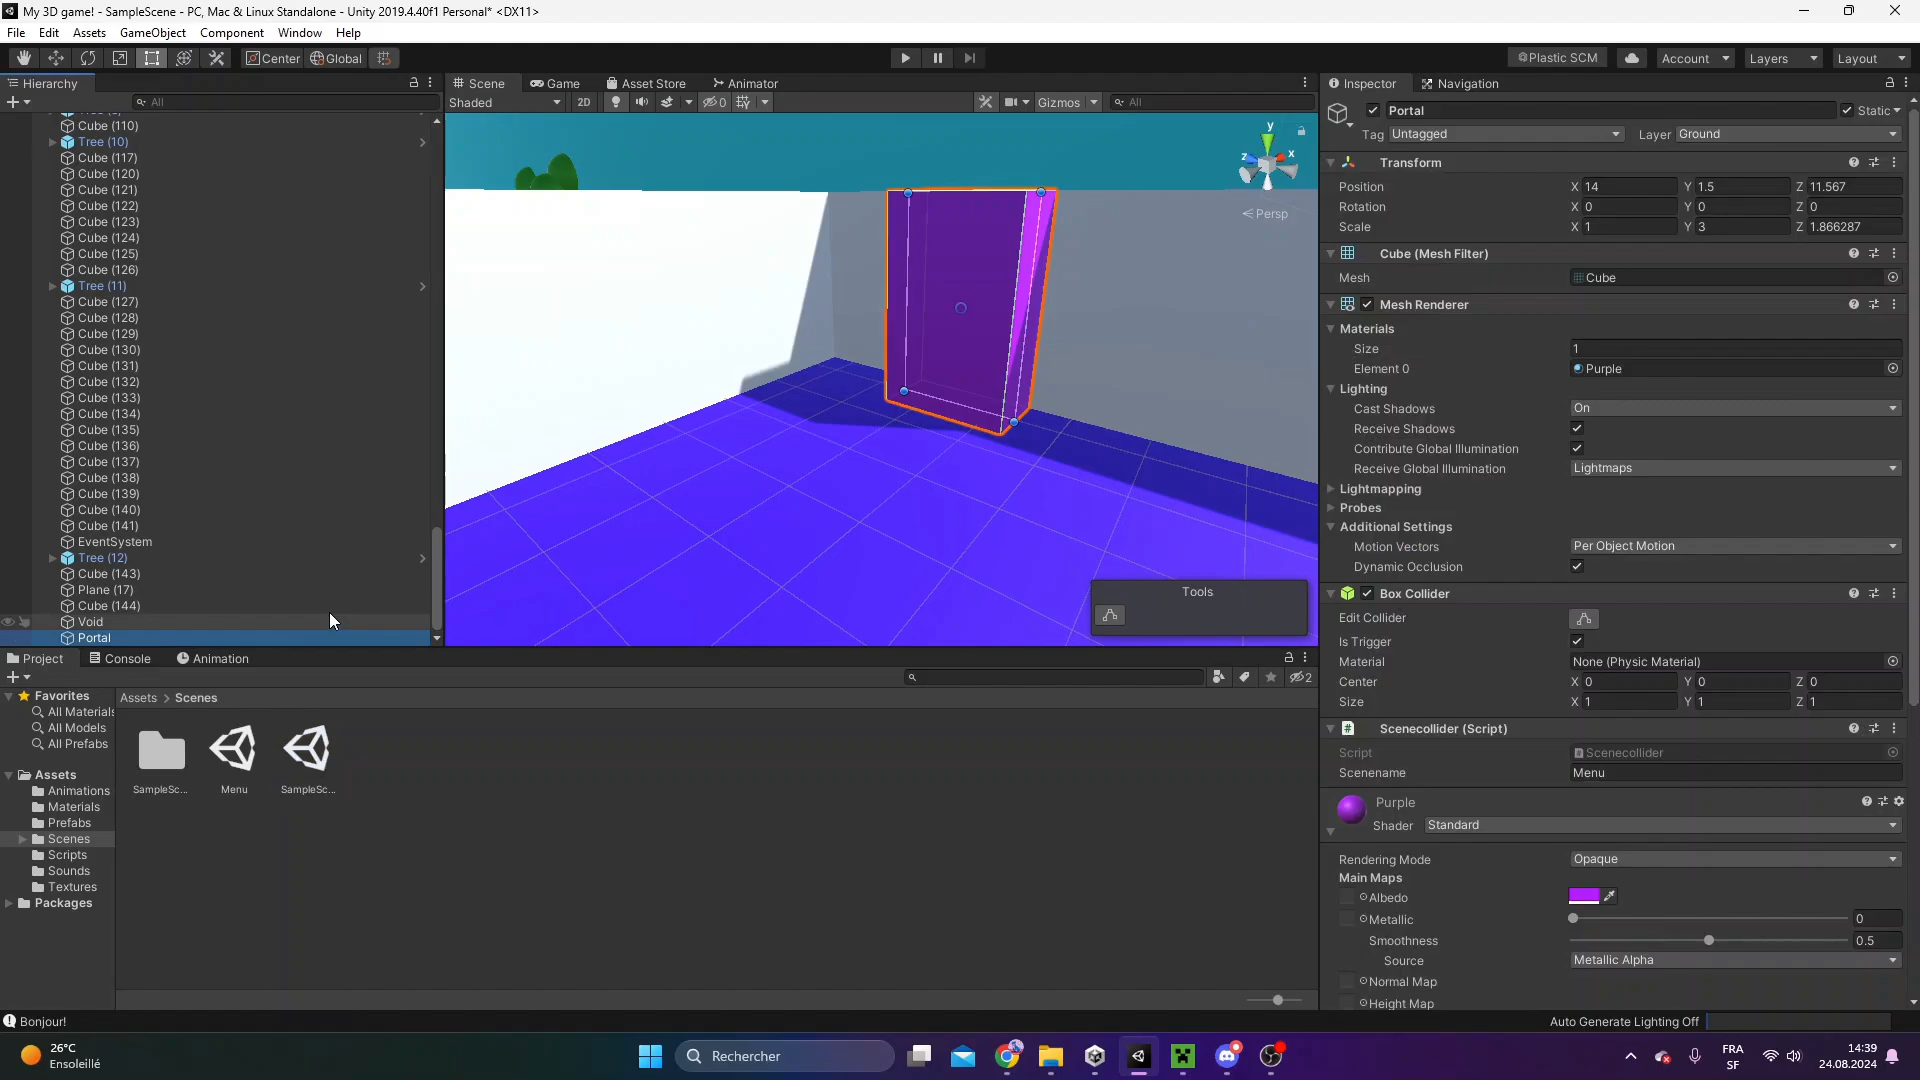 My 3D game! - SampleScene - PC, Mac & Linux Standalone - Unity 2019.4.40f1 Personal* <DX11>
File Edit Assets GameObject Component Window Help
Center Global Plastic SCM Account Layers Layout
Hierarchy Scene Game Asset Store Animator Inspector Navigation
All Shaded 2D 0 Gizmos All
Portal Static
Tag Untagged Layer Ground
Transform
Position X 14 Y 1.5 Z 11.567
Rotation X 0 Y 0 Z 0
Scale X 1 Y 3 Z 1.866287
Cube (Mesh Filter)
Mesh Cube
Mesh Renderer
Materials
Size 1
Element 0 Purple
Lighting
Cast Shadows On
Receive Shadows
Contribute Global Illumination
Receive Global Illumination Lightmaps
Lightmapping
Probes
Additional Settings
Motion Vectors Per Object Motion
Dynamic Occlusion
Box Collider
Edit Collider
Is Trigger
Material None (Physic Material)
Center X 0 Y 0 Z 0
Size X 1 Y 1 Z 1
Scenecollider (Script)
Script Scenecollider
Scenename Menu
Purple
Shader Standard
Rendering Mode Opaque
Main Maps
Albedo
Metallic 0
Smoothness 0.5
Source Metallic Alpha
Normal Map
Height Map
Cube (110)
Tree (10)
Cube (117)
Cube (120)
Cube (121)
Cube (122)
Cube (123)
Cube (124)
Cube (125)
Cube (126)
Tree (11)
Cube (127)
Cube (128)
Cube (129)
Cube (130)
Cube (131)
Cube (132)
Cube (133)
Cube (134)
Cube (135)
Cube (136)
Cube (137)
Cube (138)
Cube (139)
Cube (140)
Cube (141)
EventSystem
Tree (12)
Cube (143)
Plane (17)
Cube (144)
Void
Portal
y
z x
Persp
Tools
Project Console Animation
2
Favorites
All Materials
All Models
All Prefabs
Assets
Animations
Materials
Prefabs
Scenes
Scripts
Sounds
Textures
Packages
Assets > Scenes
SampleSc... Menu SampleSc...
Bonjour!
Auto Generate Lighting Off
26°C
Ensoleillé
Rechercher
FRA
SF
14:39
24.08.2024